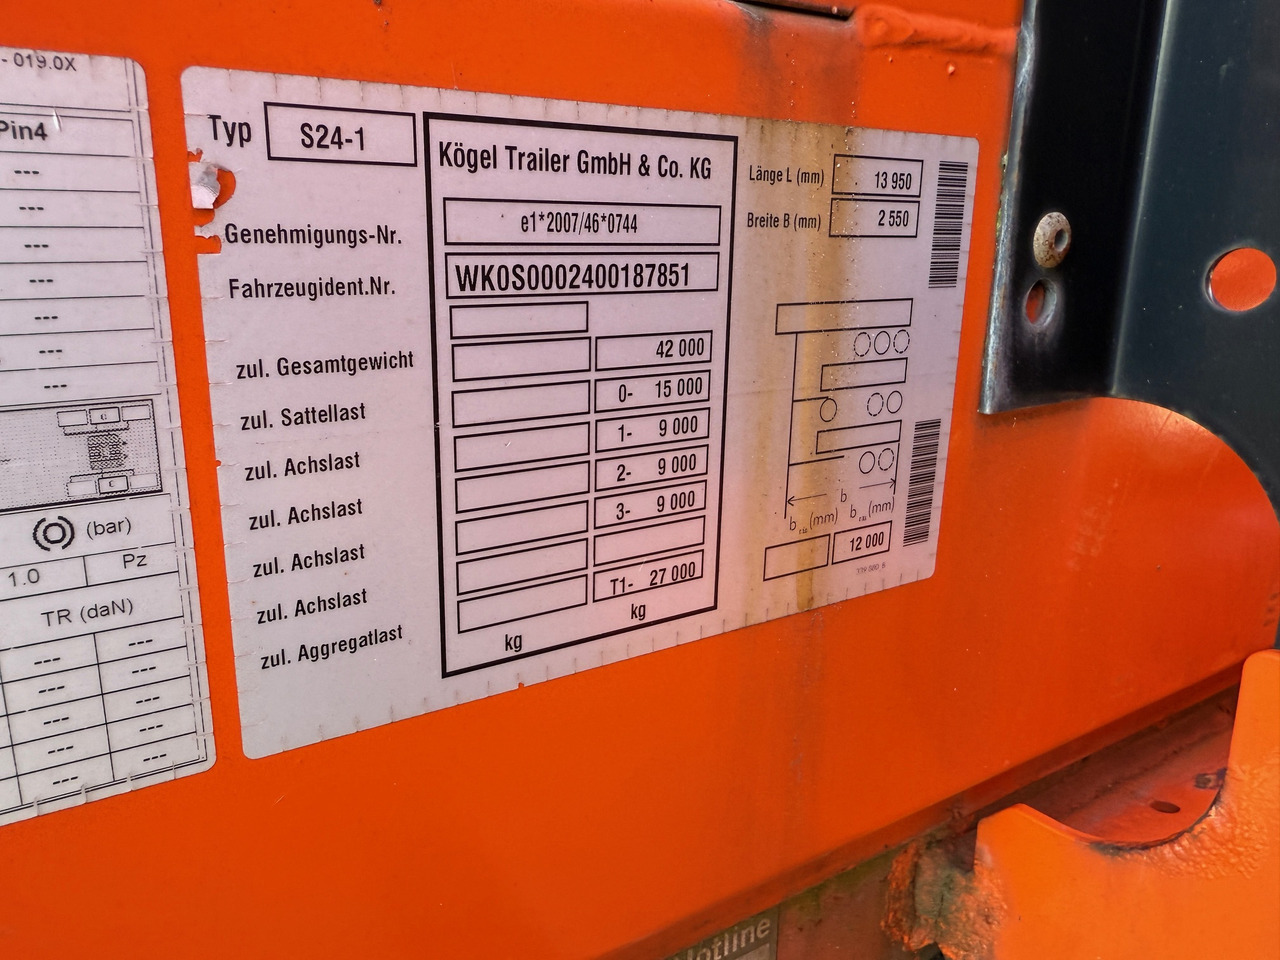 - 019.0X
Pin4
---
---
---
---
---
---
---
C
C
(bar)
1.0 Pz
TR (daN)
--- ---
--- ---
--- ---
--- ---
--- ---
Typ S24-1
Kögel Trailer GmbH & Co. KG
Genehmigungs-Nr. e1*2007/46*0744
Fahrzeugident.Nr. WK0S0002400187851
zul. Gesamtgewicht 42 000
zul. Sattellast 0- 15 000
zul. Achslast 1- 9 000
zul. Achslast 2- 9 000
zul. Achslast 3- 9 000
zul. Achslast
zul. Aggregatlast T1- 27 000
kg kg
Länge L (mm) 13 950
Breite B (mm) 2 550
b
b (mm) b (mm)
12 000
Hotline